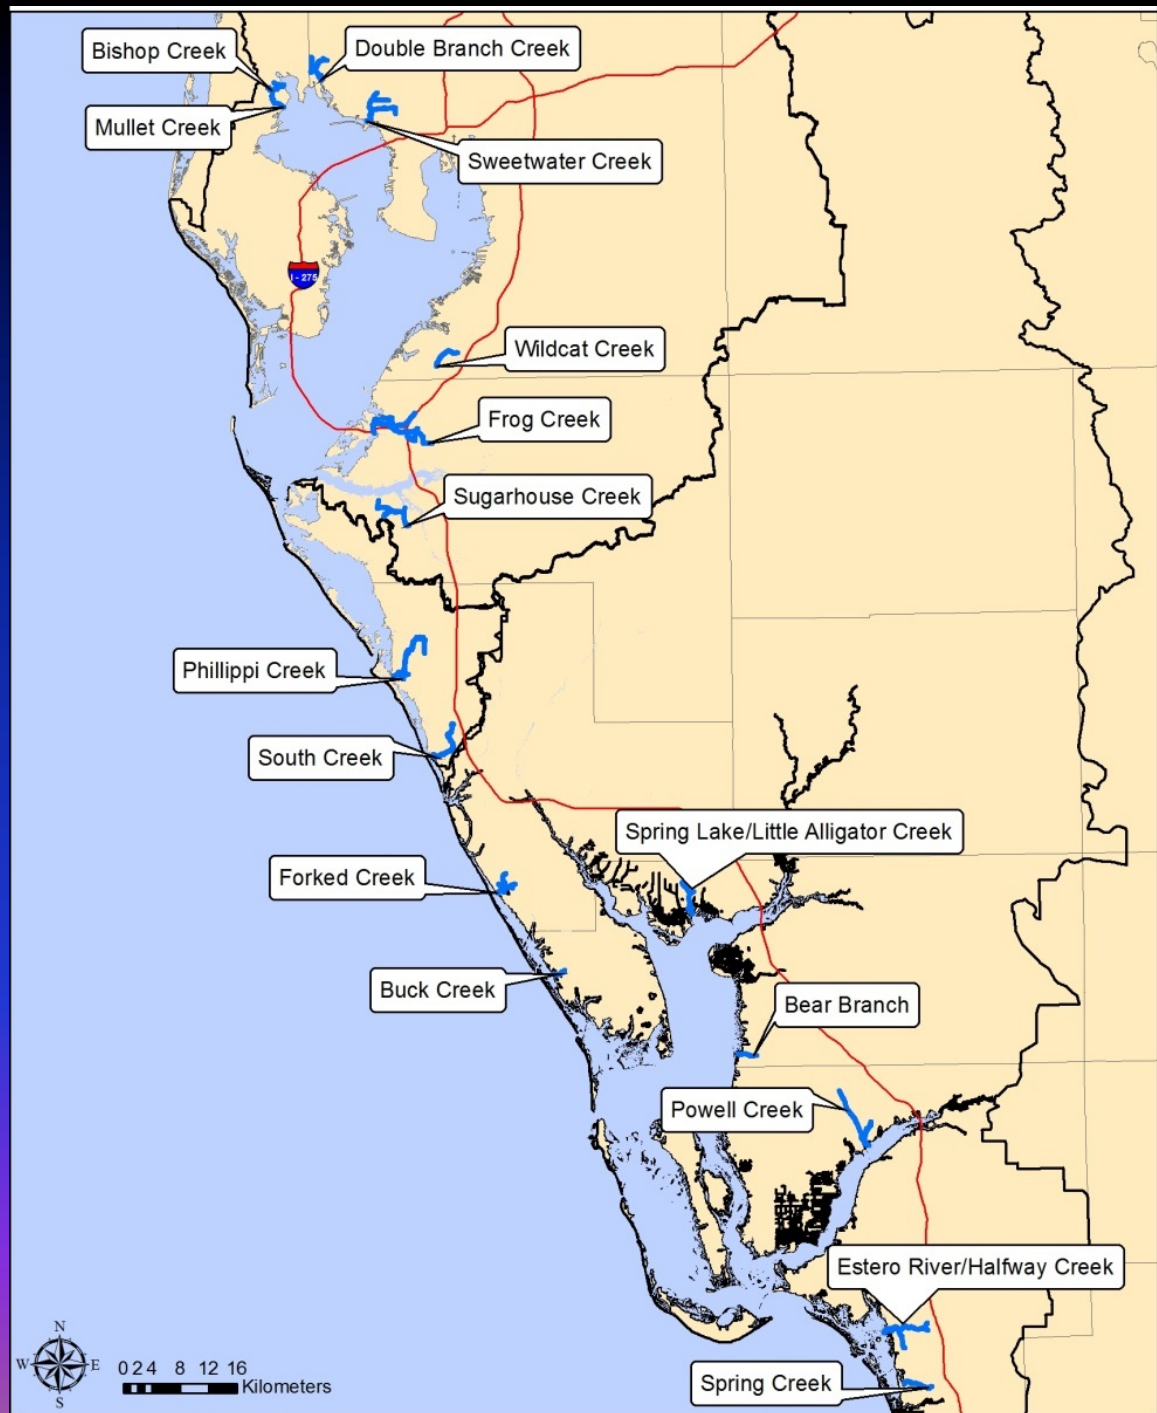 Bishop Creek
Double Branch Creek
Mullet Creek
Sweetwater Creek
I - 275
Wildcat Creek
Frog Creek
Sugarhouse Creek
Phillippi Creek
South Creek
Spring Lake/Little Alligator Creek
Forked Creek
Buck Creek
Bear Branch
Powell Creek
Estero River/Halfway Creek
N
W E
S
0 2 4 8 12 16
Kilometers
Spring Creek